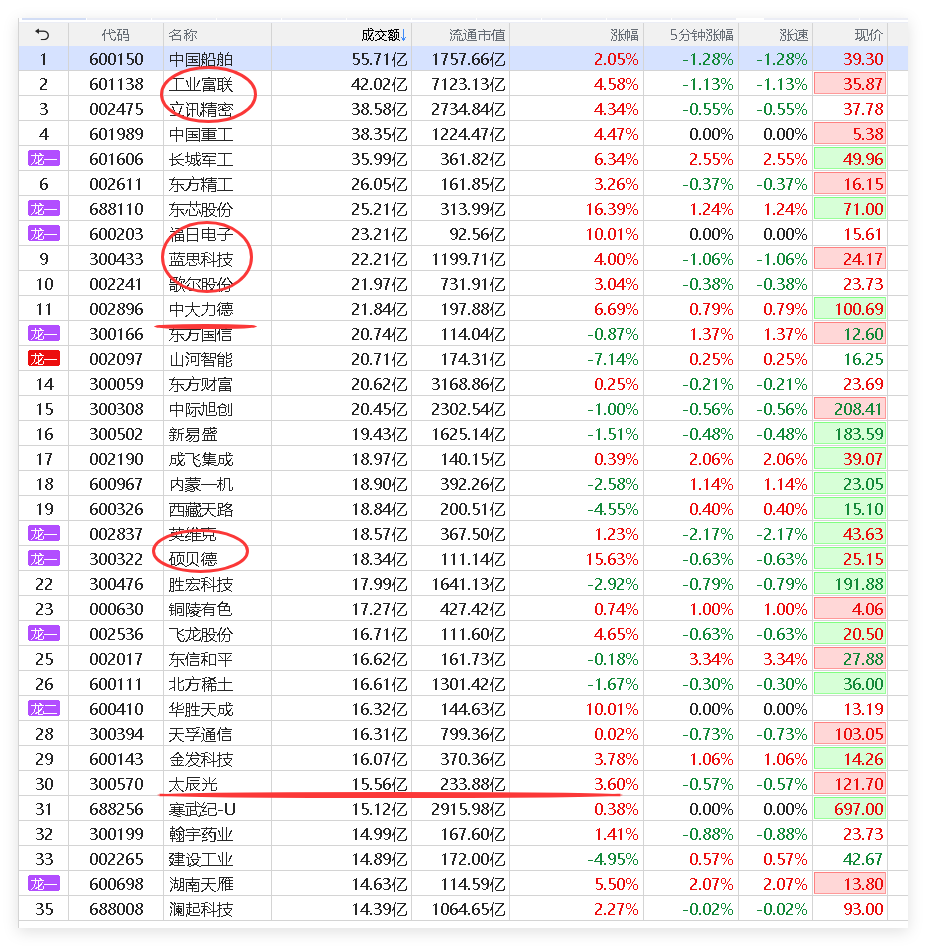 代码 名称 成交额↓ 流通市值 涨幅 5分钟涨幅 涨速 现价
1 600150 中国船舶 55.71亿 1757.66亿 2.05% -1.28% -1.28% 39.30
2 601138 工业富联 42.02亿 7123.13亿 4.58% -1.13% -1.13% 35.87
3 002475 立讯精密 38.58亿 2734.84亿 4.34% -0.55% -0.55% 37.78
4 601989 中国重工 38.35亿 1224.47亿 4.47% 0.00% 0.00% 5.38
龙一 601606 长城军工 35.99亿 361.82亿 6.34% 2.55% 2.55% 49.96
6 002611 东方精工 26.05亿 161.85亿 3.26% -0.37% -0.37% 16.15
龙一 688110 东芯股份 25.21亿 313.99亿 16.39% 1.24% 1.24% 71.00
龙一 600203 福日电子 23.21亿 92.56亿 10.01% 0.00% 0.00% 15.61
9 300433 蓝思科技 22.21亿 1199.71亿 4.00% -1.06% -1.06% 24.17
10 002241 歌尔股份 21.97亿 731.91亿 3.04% -0.38% -0.38% 23.73
11 002896 中大力德 21.84亿 197.88亿 6.69% 0.79% 0.79% 100.69
龙一 300166 东方国信 20.74亿 114.04亿 -0.87% 1.37% 1.37% 12.60
龙一 002097 山河智能 20.71亿 174.31亿 -7.14% 0.25% 0.25% 16.25
14 300059 东方财富 20.62亿 3168.86亿 0.25% -0.21% -0.21% 23.69
15 300308 中际旭创 20.45亿 2302.54亿 -1.00% -0.56% -0.56% 208.41
16 300502 新易盛 19.43亿 1625.14亿 -1.51% -0.48% -0.48% 183.59
17 002190 成飞集成 18.97亿 140.15亿 0.39% 2.06% 2.06% 39.07
18 600967 内蒙一机 18.90亿 392.26亿 -2.58% 1.14% 1.14% 23.05
19 600326 西藏天路 18.84亿 200.51亿 -4.55% 0.40% 0.40% 15.10
龙一 002837 英维克 18.57亿 367.50亿 1.23% -2.17% -2.17% 43.63
龙一 300322 硕贝德 18.34亿 111.14亿 15.63% -0.63% -0.63% 25.15
22 300476 胜宏科技 17.99亿 1641.13亿 -2.92% -0.79% -0.79% 191.88
23 000630 铜陵有色 17.27亿 427.42亿 0.74% 1.00% 1.00% 4.06
龙一 002536 飞龙股份 16.71亿 111.60亿 4.65% -0.63% -0.63% 20.50
25 002017 东信和平 16.62亿 161.73亿 -0.18% 3.34% 3.34% 27.88
26 600111 北方稀土 16.61亿 1301.42亿 -1.67% -0.30% -0.30% 36.00
龙二 600410 华胜天成 16.32亿 144.63亿 10.01% 0.00% 0.00% 13.19
28 300394 天孚通信 16.31亿 799.36亿 0.02% -0.73% -0.73% 103.05
29 600143 金发科技 16.07亿 370.36亿 3.78% 1.06% 1.06% 14.26
30 300570 太辰光 15.56亿 233.88亿 3.60% -0.57% -0.57% 121.70
31 688256 寒武纪-U 15.12亿 2915.98亿 0.38% 0.00% 0.00% 697.00
32 300199 翰宇药业 14.99亿 167.60亿 1.41% -0.88% -0.88% 23.73
33 002265 建设工业 14.89亿 172.00亿 -4.95% 0.57% 0.57% 42.67
龙一 600698 湖南天雁 14.63亿 114.59亿 5.50% 2.07% 2.07% 13.80
35 688008 澜起科技 14.39亿 1064.65亿 2.27% -0.02% -0.02% 93.00